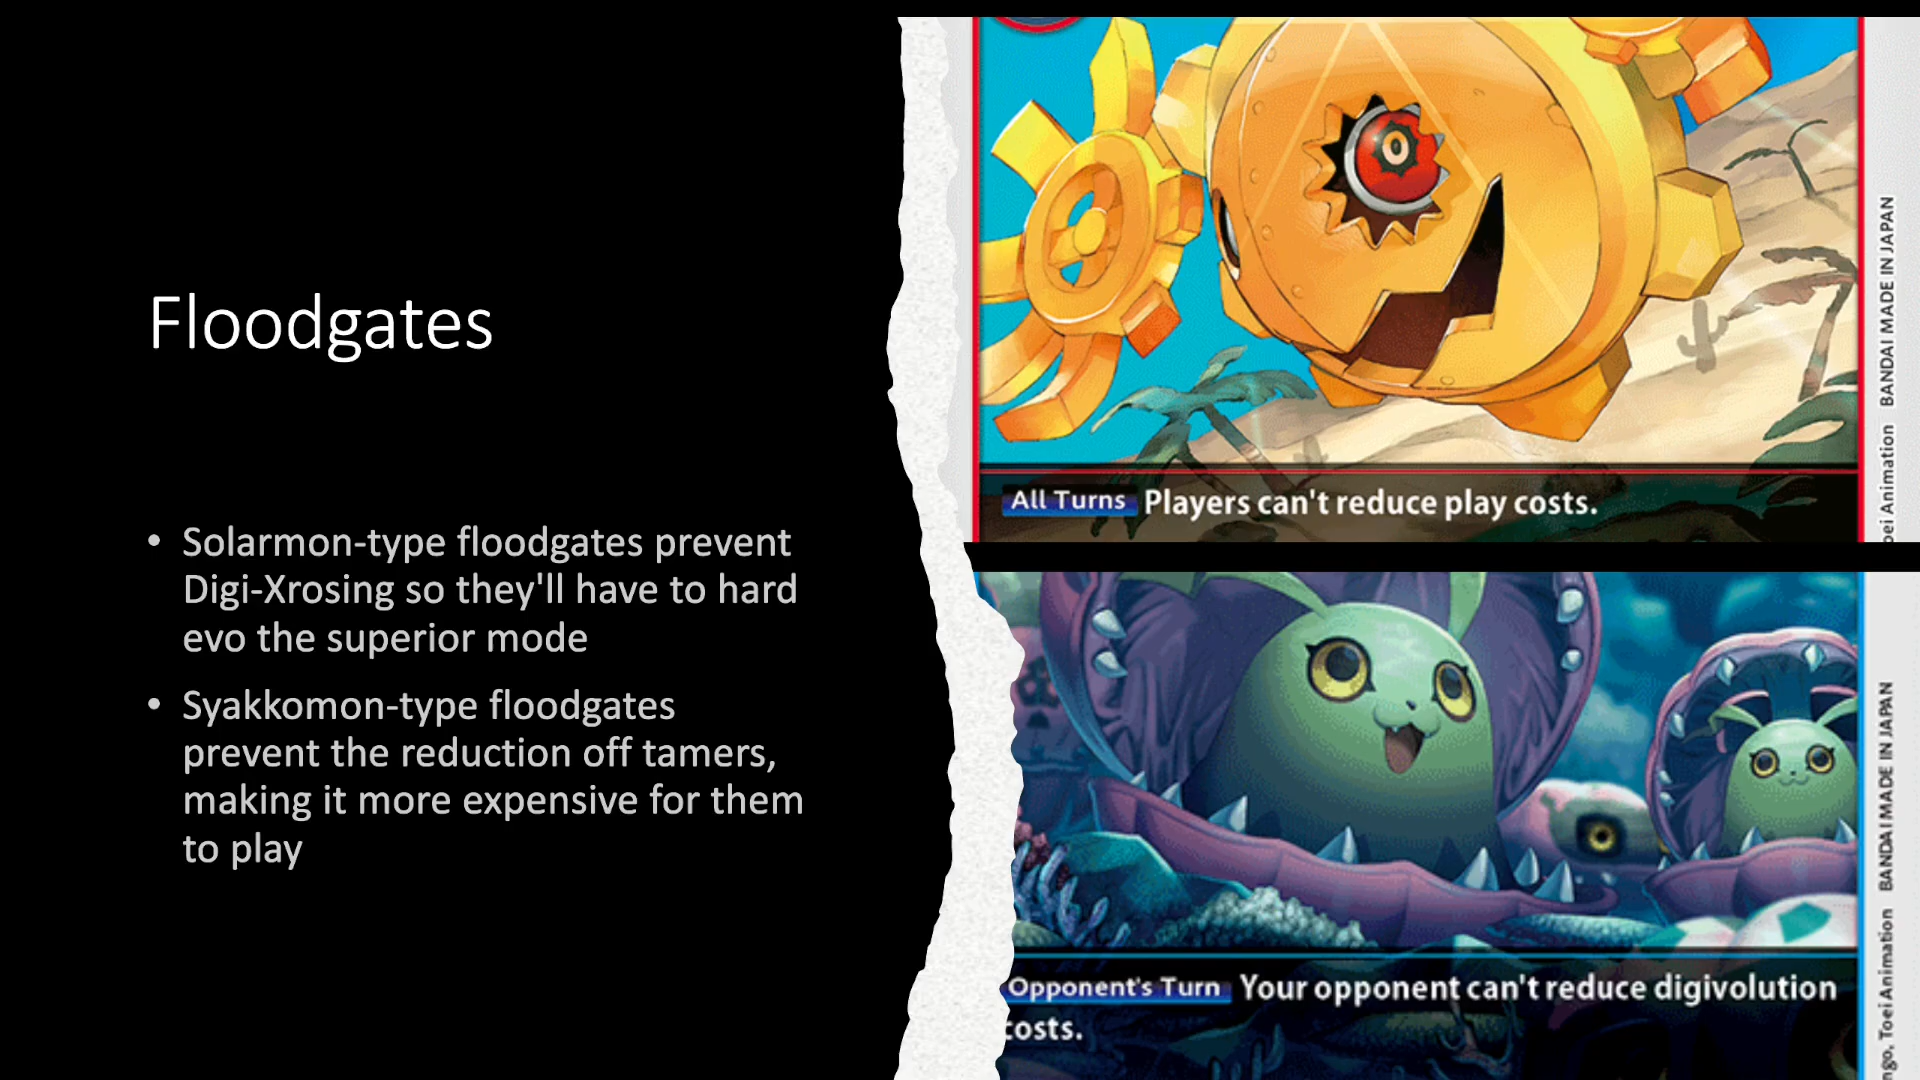 Floodgates
• Solarmon-type floodgates prevent
Digi-Xrosing so they'll have to hard
evo the superior mode
• Syakkomon-type floodgates
prevent the reduction off tamers,
making it more expensive for them
to play
All Turns Players can't reduce play costs.
oei Animation BANDAI MADE IN JAPAN
Opponent's Turn Your opponent can't reduce digivolution
costs.
ngo, Toei Animation BANDAI MADE IN JAPAN